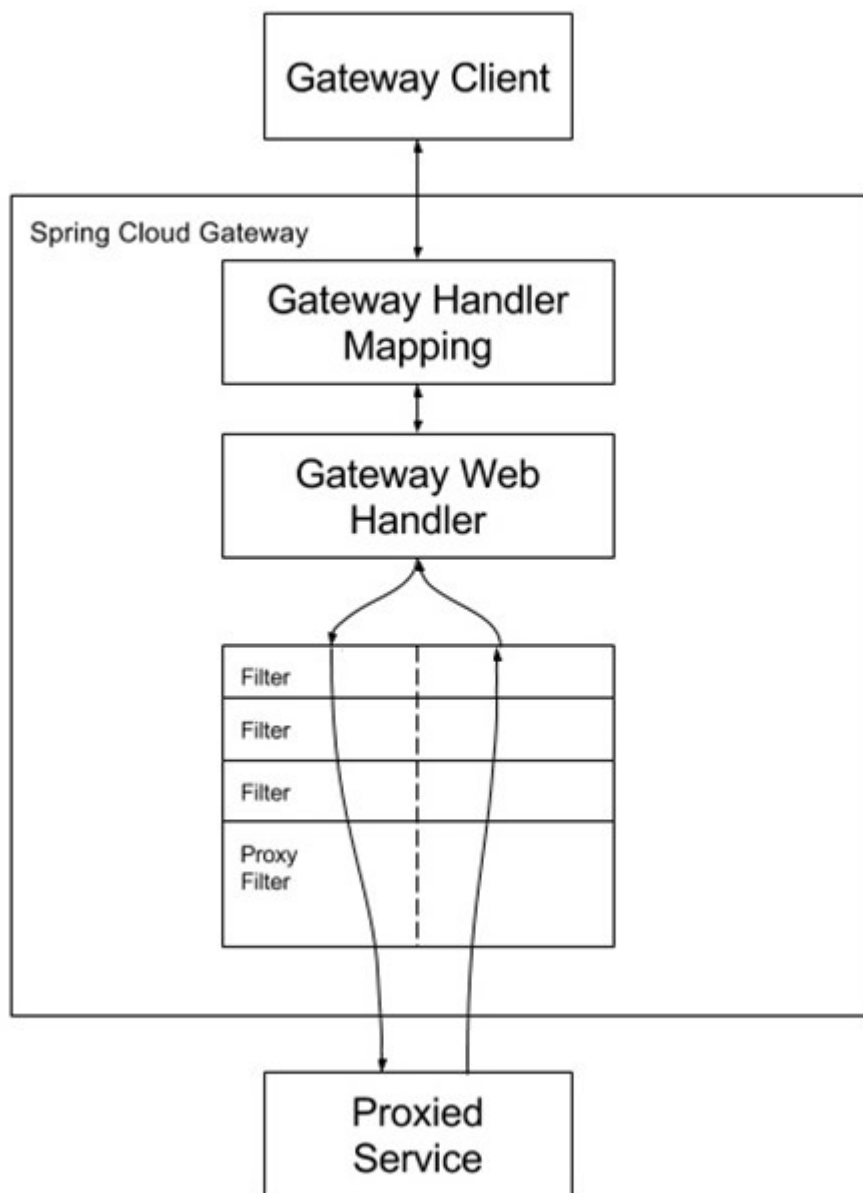 Gateway Client
Spring Cloud Gateway
Gateway Handler
Mapping
Gateway Web
Handler
Filter
Filter
Filter
Proxy
Filter
Proxied
Service